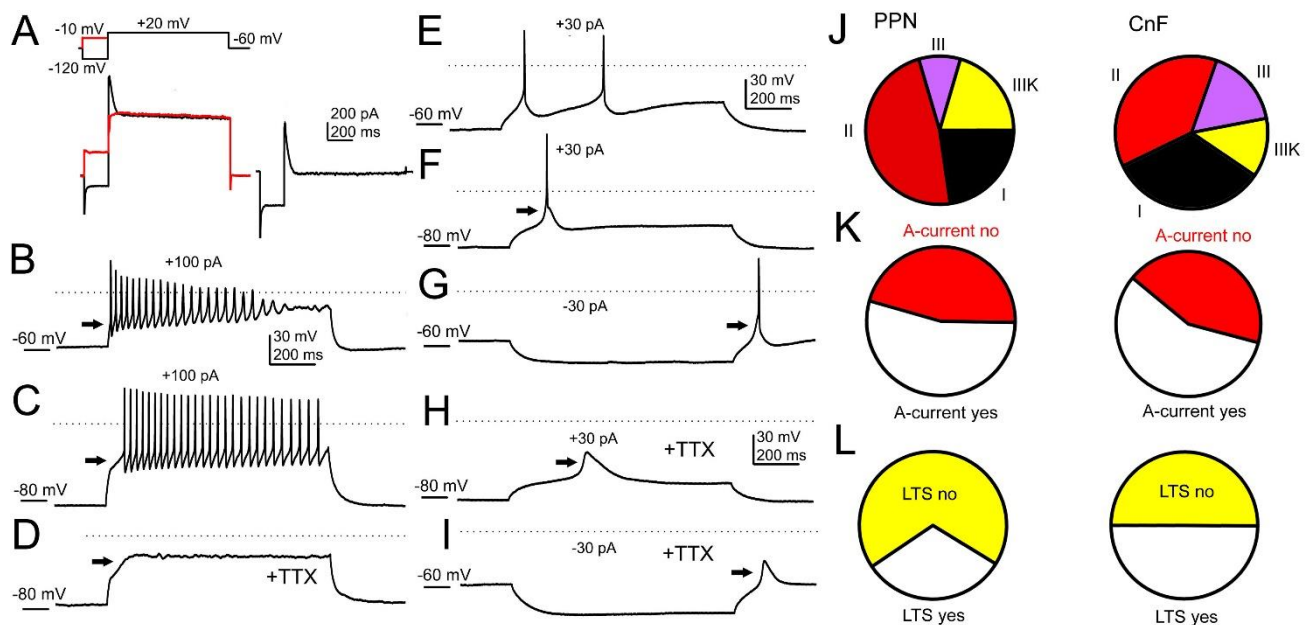 A
-10 mV
+20 mV
-60 mV
-120 mV
200 pA
200 ms
B
+100 pA
-60 mV
30 mV
200 ms
C
+100 pA
-80 mV
D
-80 mV
+TTX
E
+30 pA
-60 mV
30 mV
200 ms
F
+30 pA
-80 mV
G
-30 pA
-60 mV
H
+30 pA
+TTX
30 mV
200 ms
-80 mV
I
-30 pA
+TTX
-60 mV
J
PPN
CnF
III
IIIK
II
I
II
III
IIIK
I
K
A-current no
A-current no
A-current yes
A-current yes
L
LTS no
LTS no
LTS yes
LTS yes